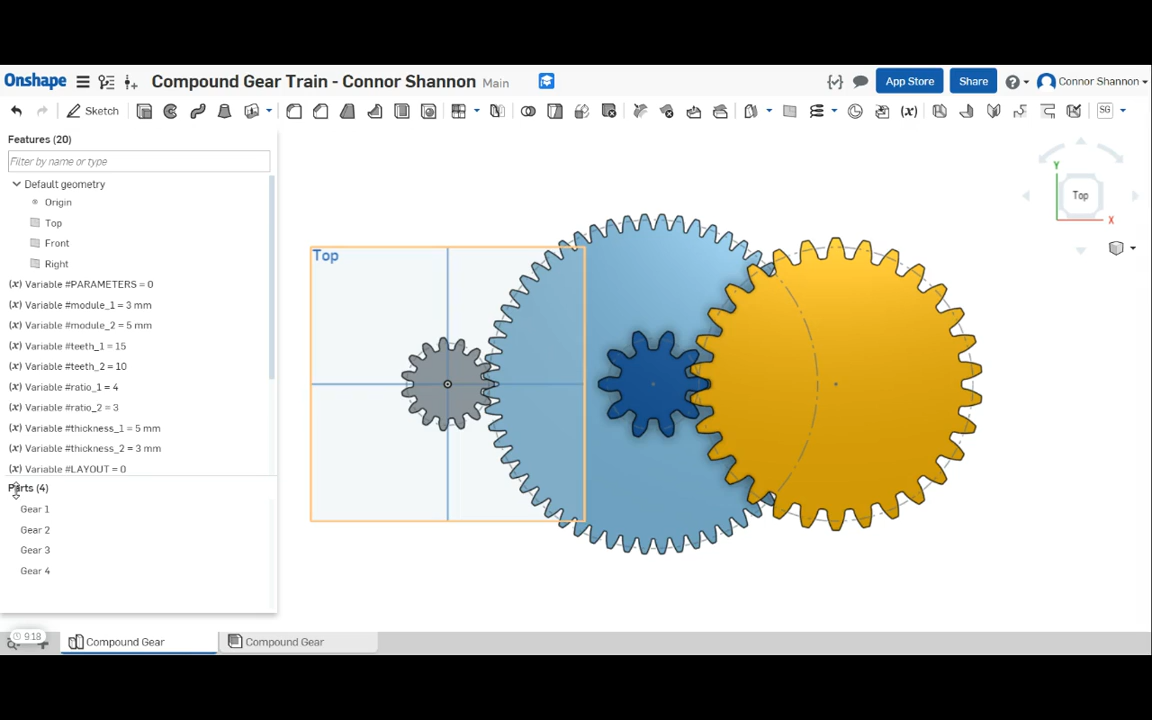 Onshape Compound Gear Train - Connor Shannon Main App Store Share Connor Shannon
Sketch (x) SG
Features (20)
Filter by name or type
Default geometry
Origin
Top
Front
Right
(x) Variable #PARAMETERS = 0
(x) Variable #module_1 = 3 mm
(x) Variable #module_2 = 5 mm
(x) Variable #teeth_1 = 15
(x) Variable #teeth_2 = 10
(x) Variable #ratio_1 = 4
(x) Variable #ratio_2 = 3
(x) Variable #thickness_1 = 5 mm
(x) Variable #thickness_2 = 3 mm
(x) Variable #LAYOUT = 0
Parts (4)
Gear 1
Gear 2
Gear 3
Gear 4
Top
Y
Top
X
9:18
Compound Gear Compound Gear